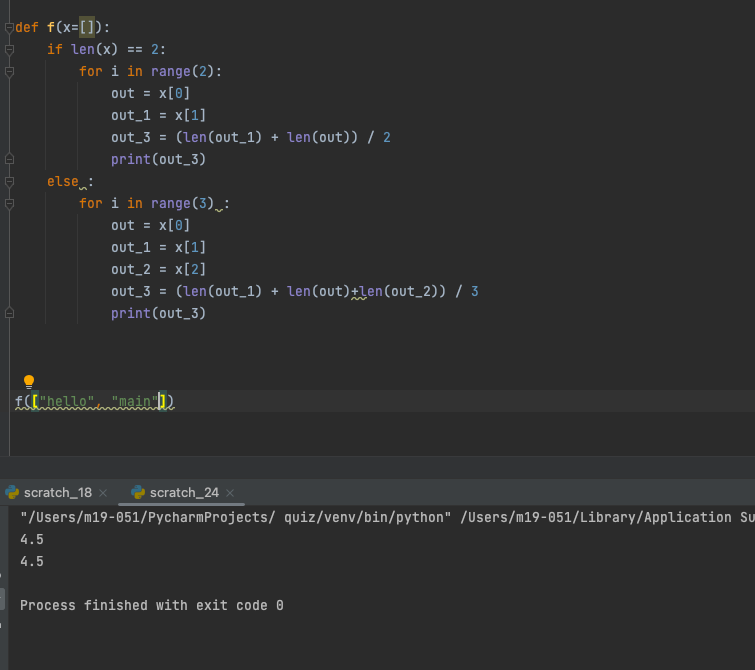 def f(x=[]):
    if len(x) == 2:
        for i in range(2):
            out = x[0]
            out_1 = x[1]
            out_3 = (len(out_1) + len(out)) / 2
            print(out_3)
    else :
        for i in range(3) :
            out = x[0]
            out_1 = x[1]
            out_2 = x[2]
            out_3 = (len(out_1) + len(out)+len(out_2)) / 3
            print(out_3)
f(["hello", "main"])
scratch_18 × scratch_24 ×
"/Users/m19-051/PycharmProjects/ quiz/venv/bin/python" /Users/m19-051/Library/Application Su
4.5
4.5
Process finished with exit code 0